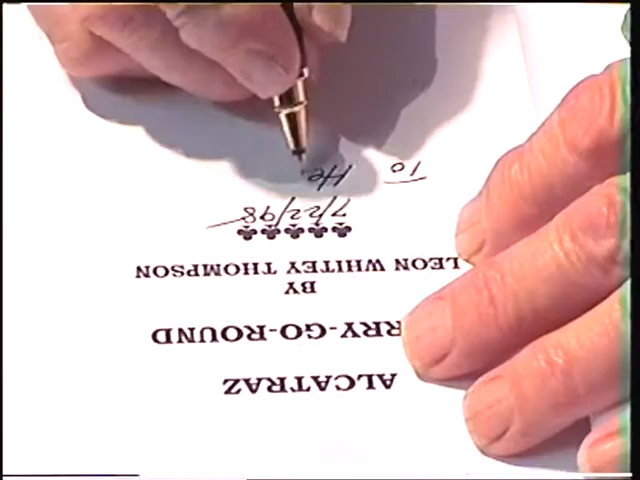 ALCATRAZ
RRY-GO-ROUND
BY
LEON WHITEY THOMPSON
7/22/98
To
He